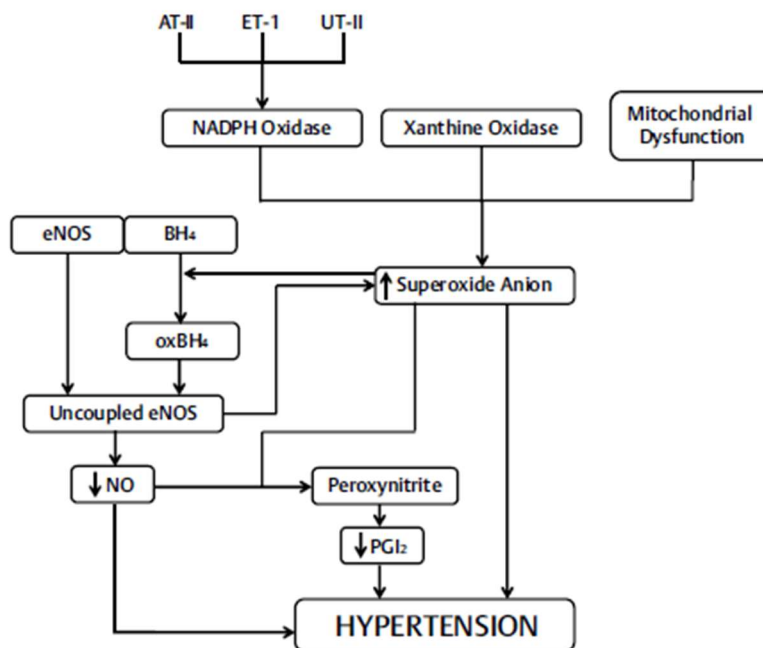 AT-II ET-1 UT-II
NADPH Oxidase
Xanthine Oxidase
Mitochondrial
Dysfunction
eNOS
BH₄
↑ Superoxide Anion
oxBH₄
Uncoupled eNOS
↓ NO
Peroxynitrite
↓ PGI₂
HYPERTENSION